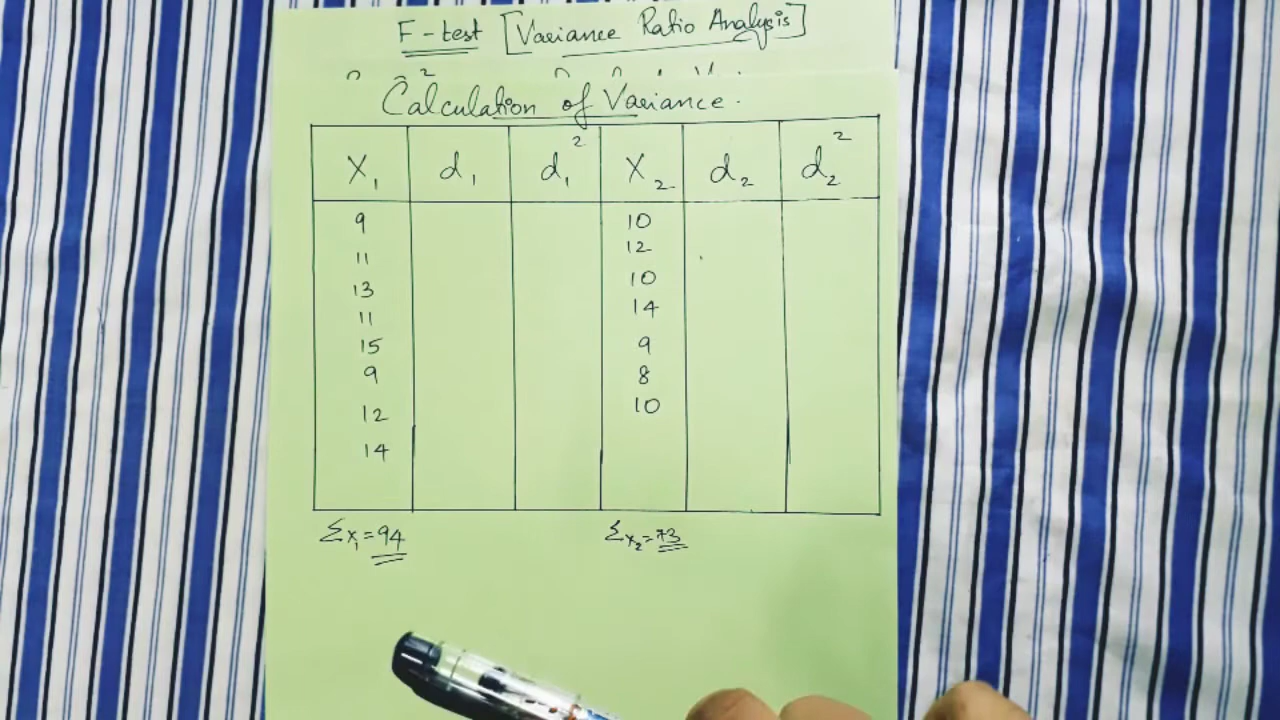 F-test [Variance Ratio Analysis]
Calculation of Variance.
X₁ d₁ d₁² X₂ d₂ d₂²
9 10
11 12
13 10
11 14
15 9
9 8
12 10
14
Σx₁=94 Σx₂=73